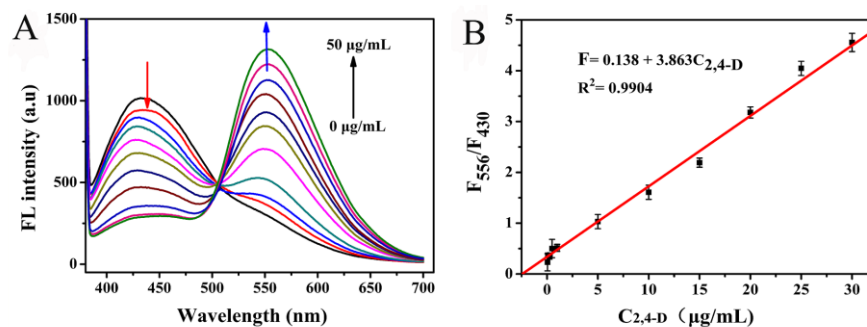 A
1500
1000
500
0
FL intensity (a.u)
400
450
500
550
600
650
700
Wavelength (nm)
50 µg/mL
0 µg/mL
B
5
4
3
2
1
0
F556/F430
F= 0.138 + 3.863C2,4-D
R²= 0.9904
0
5
10
15
20
25
30
C2,4-D（µg/mL）